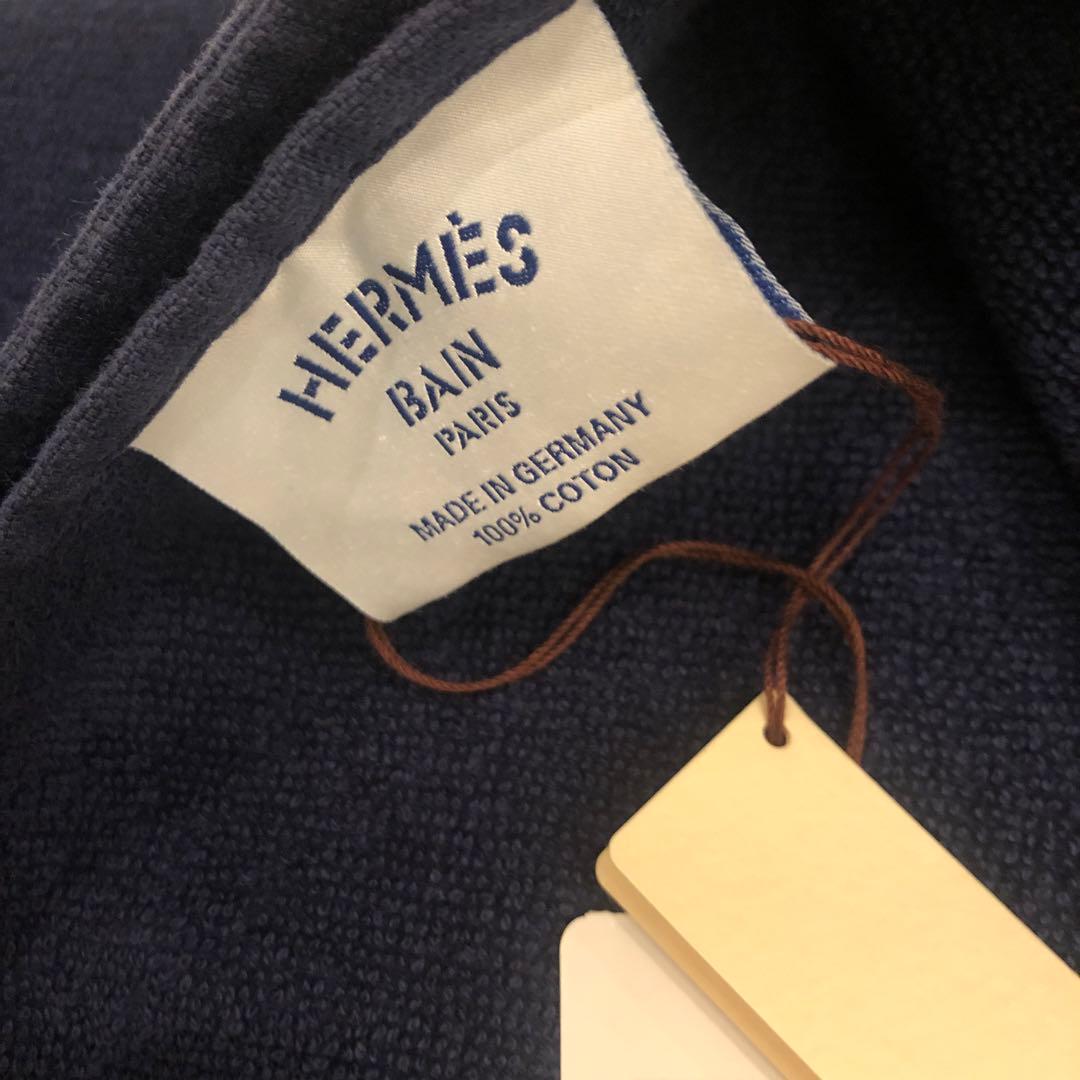 HERMÈS
BAIN
PARIS
MADE IN GERMANY
100% COTON